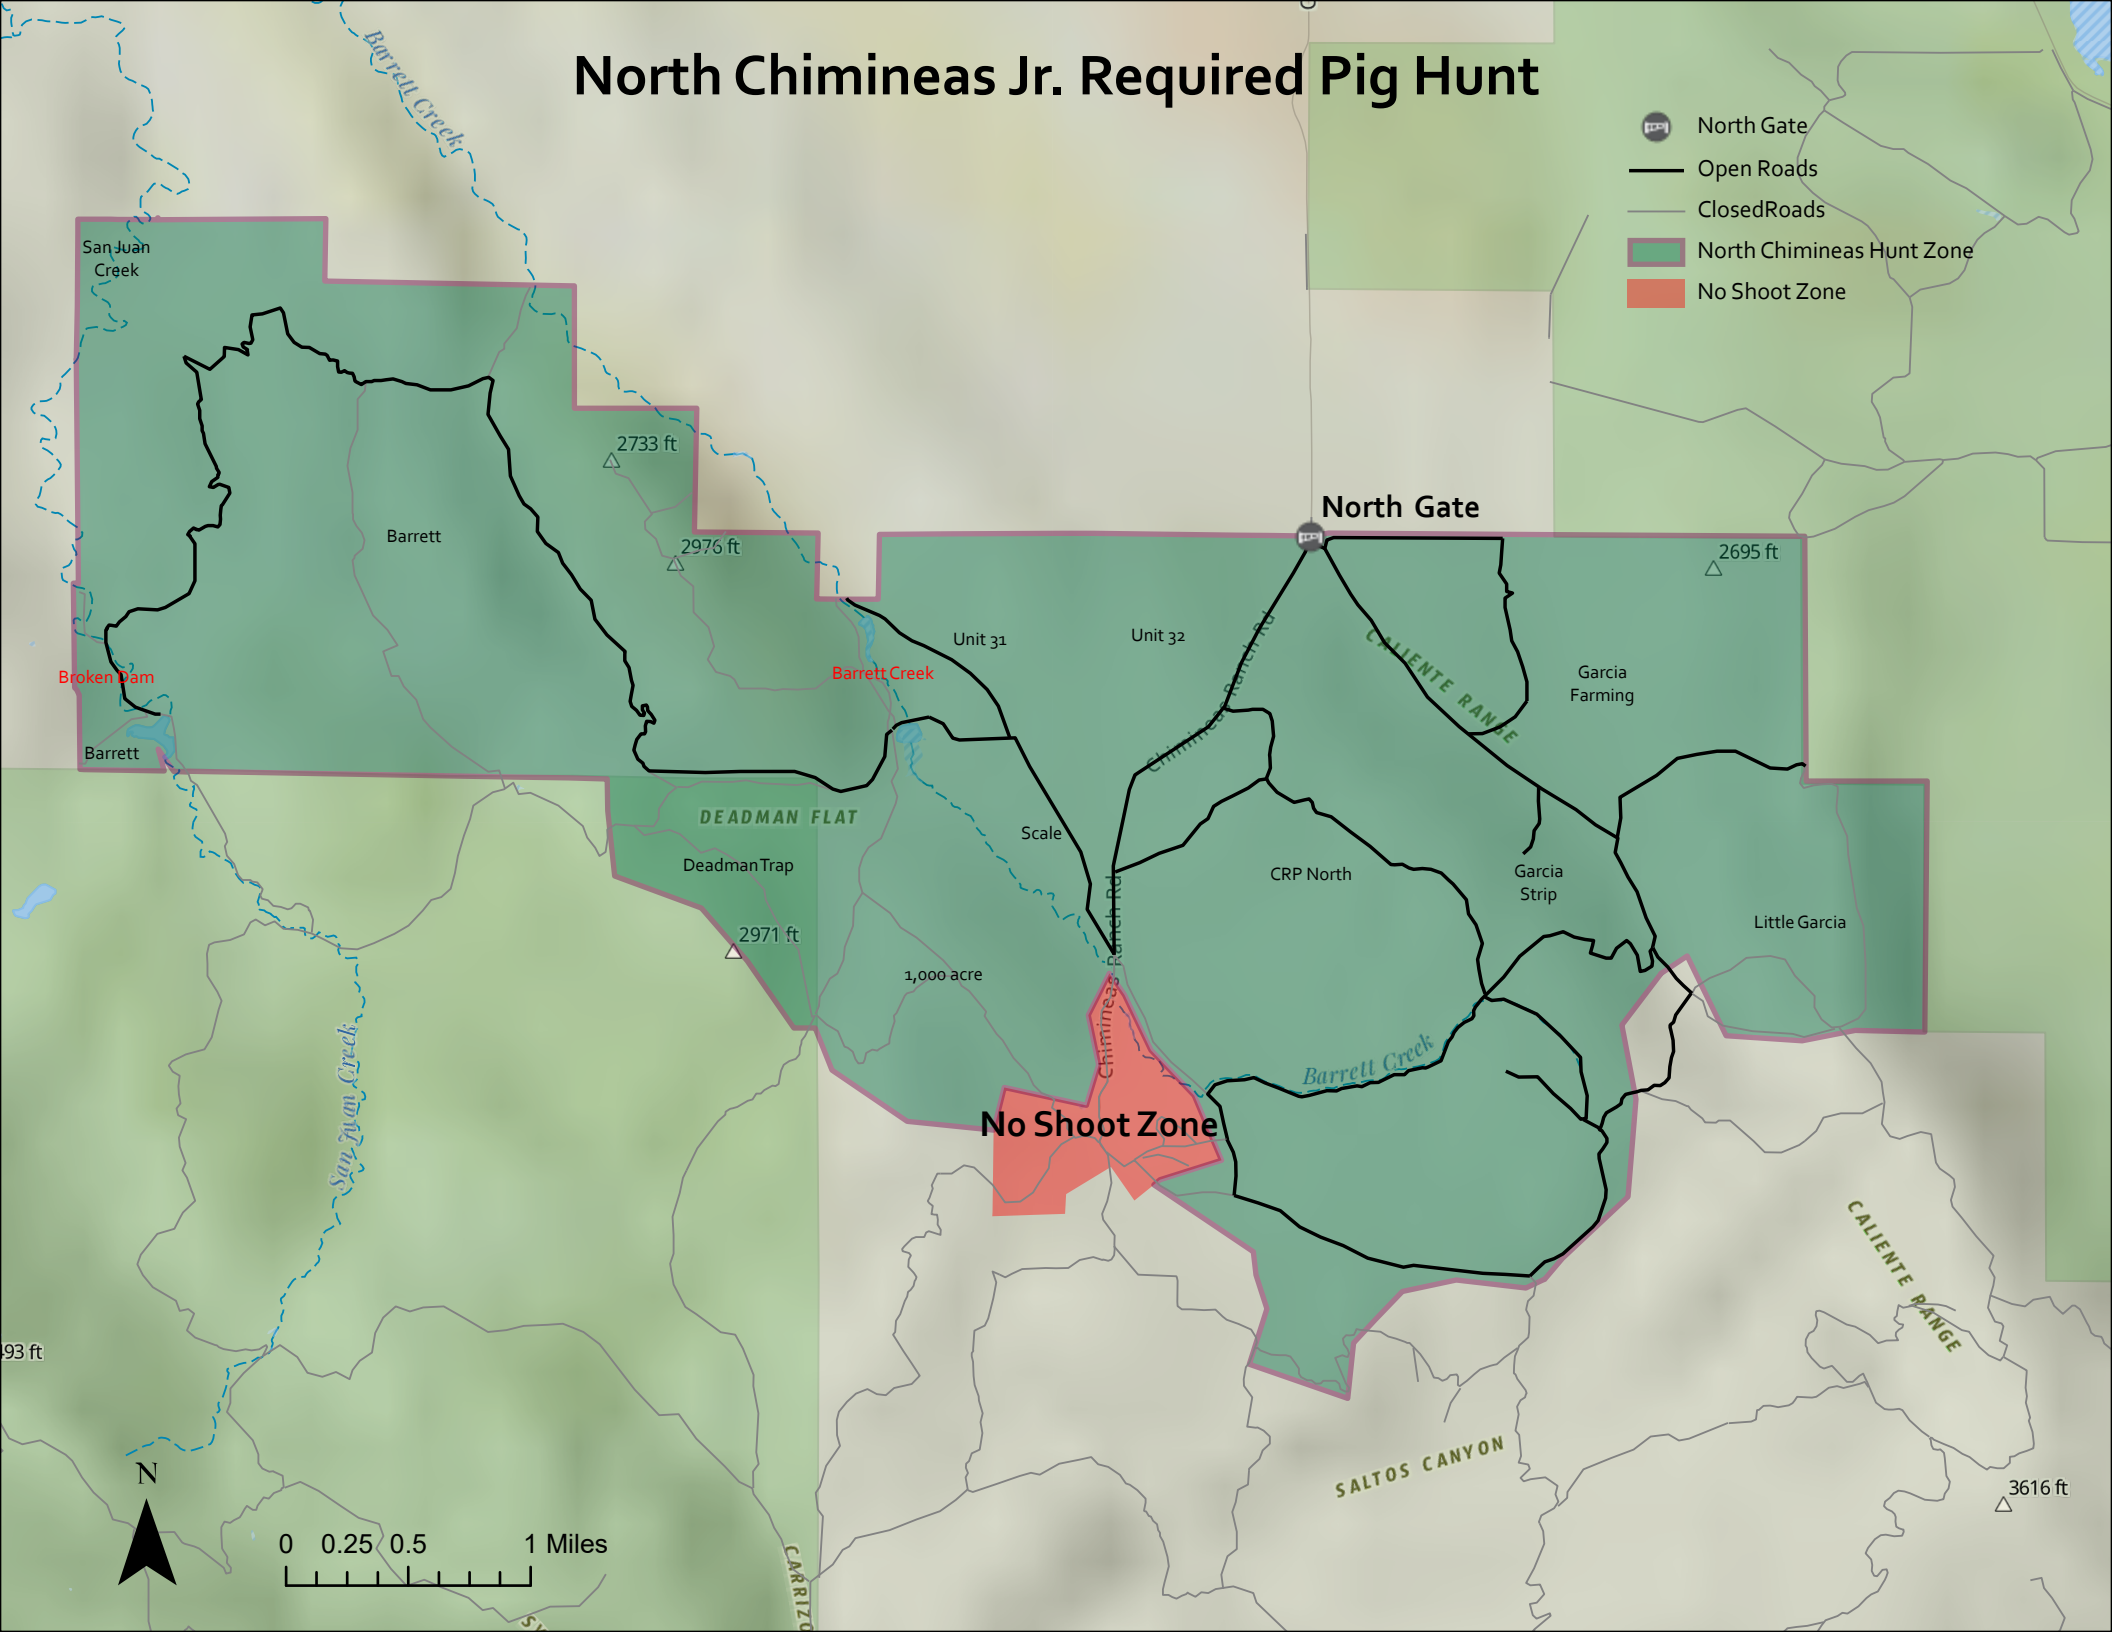 Barrett Creek
North Chimineas Jr. Required Pig Hunt
North Gate
Open Roads
ClosedRoads
North Chimineas Hunt Zone
No Shoot Zone
San Juan
Creek
2733 ft
North Gate
Barrett
2976 ft
2695 ft
Unit 31
Unit 32
Chimineas Ranch Rd
CALIENTE RANGE
Garcia
Farming
Broken Dam
Barrett Creek
Barrett
DEADMAN FLAT
Scale
Deadman Trap
CRP North
Garcia
Strip
Little Garcia
2971 ft
1,000 acre
Chimineas Ranch Rd
San Juan Creek
Barrett Creek
No Shoot Zone
CALIENTE RANGE
493 ft
SALTOS CANYON
N
3616 ft
0 0.25 0.5 1 Miles
CARRIZO